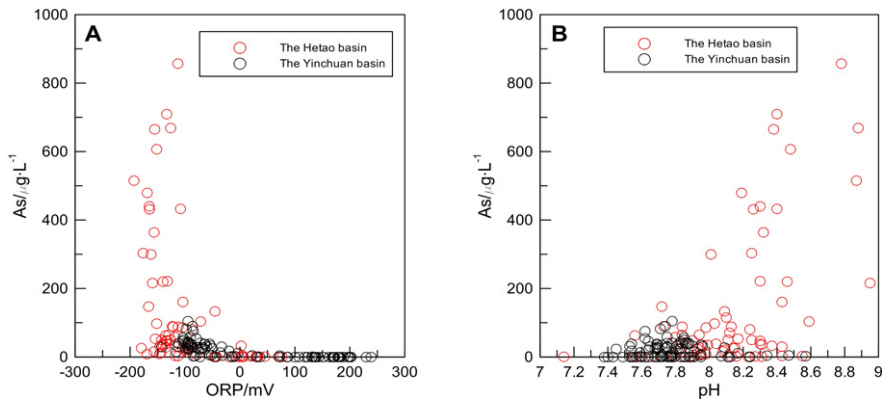 A
The Hetao basin
The Yinchuan basin
As/μg·L⁻¹
1000
800
600
400
200
0
-300 -200 -100 0 100 200 300
ORP/mV
B
The Hetao basin
The Yinchuan basin
As/μg·L⁻¹
1000
800
600
400
200
0
7 7.2 7.4 7.6 7.8 8 8.2 8.4 8.6 8.8 9
pH